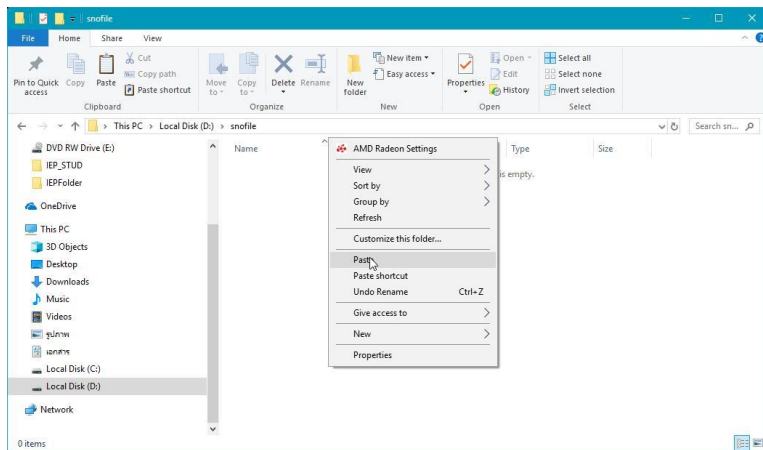 snofile
File Home Share View
Pin to Quick access
Copy
Paste
Cut
Copy path
Paste shortcut
Clipboard
Move to
Copy to
Delete
Rename
Organize
New folder
New item
Easy access
New
Properties
Open
Edit
History
Open
Select all
Select none
Invert selection
Select
This PC > Local Disk (D:) > snofile
Search sn...
Name Type Size
is empty.
DVD RW Drive (E:)
IEP_STUD
IEPFolder
OneDrive
This PC
3D Objects
Desktop
Downloads
Music
Videos
รูปภาพ
เอกสาร
Local Disk (C:)
Local Disk (D:)
Network
AMD Radeon Settings
View
Sort by
Group by
Refresh
Customize this folder...
Paste
Paste shortcut
Undo Rename Ctrl+Z
Give access to
New
Properties
0 items